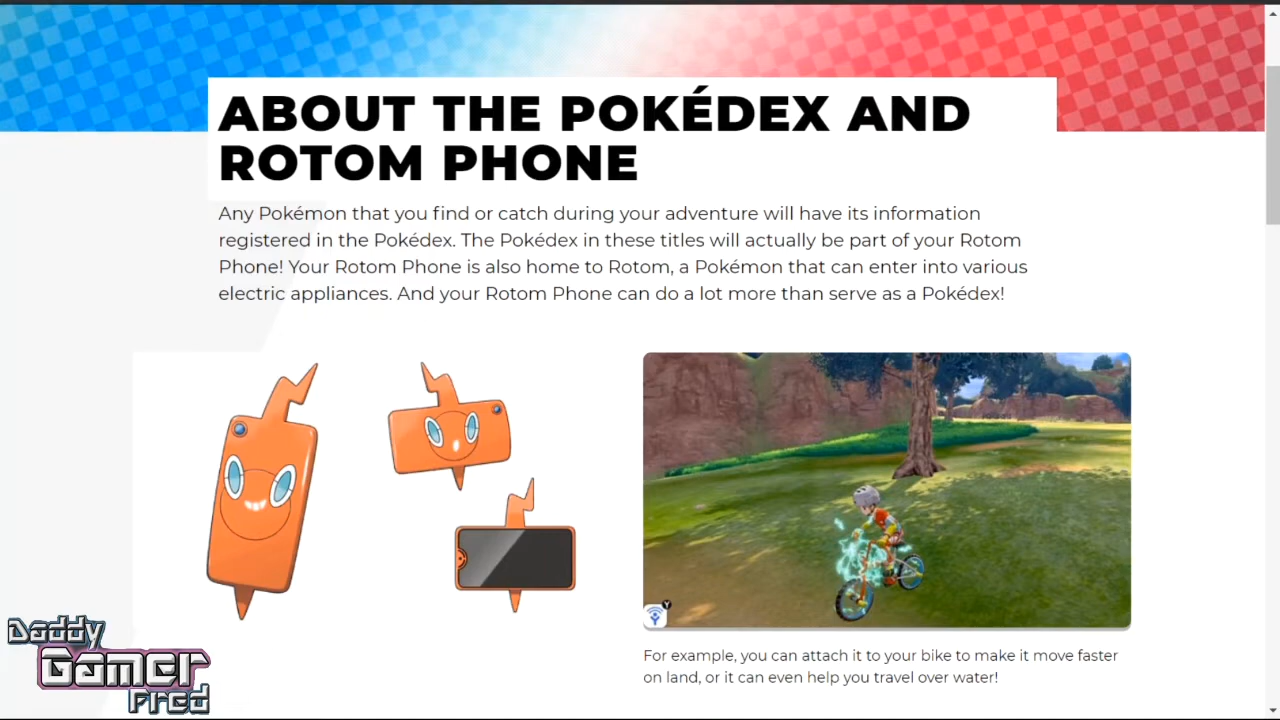 ABOUT THE POKÉDEX AND
ROTOM PHONE
Any Pokémon that you find or catch during your adventure will have its information
registered in the Pokédex. The Pokédex in these titles will actually be part of your Rotom
Phone! Your Rotom Phone is also home to Rotom, a Pokémon that can enter into various
electric appliances. And your Rotom Phone can do a lot more than serve as a Pokédex!
Y
For example, you can attach it to your bike to make it move faster
on land, or it can even help you travel over water!
Daddy
Gamer
Fred